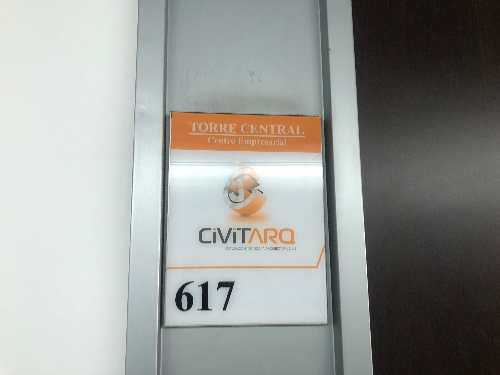 TORRE CENTRAL
Centro Empresarial
CiViTARQ
617